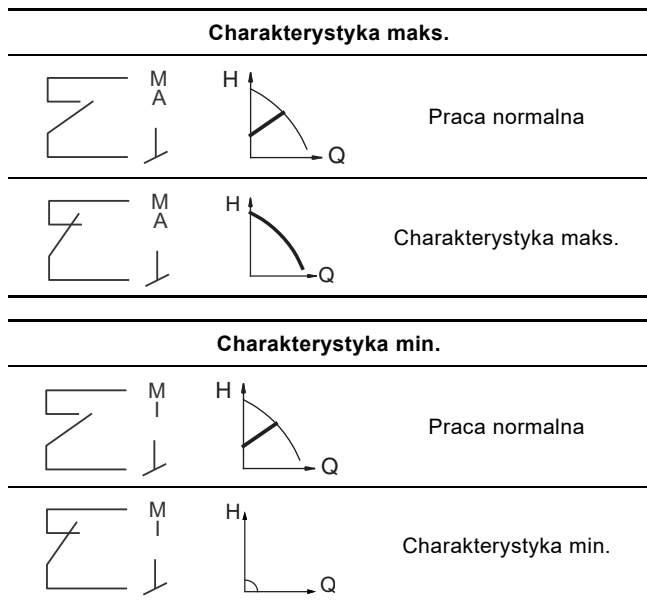 Charakterystyka maks.
M
A
H
Q
Praca normalna
M
A
H
Q
Charakterystyka maks.
Charakterystyka min.
M
I
H
Q
Praca normalna
M
I
H
Q
Charakterystyka min.